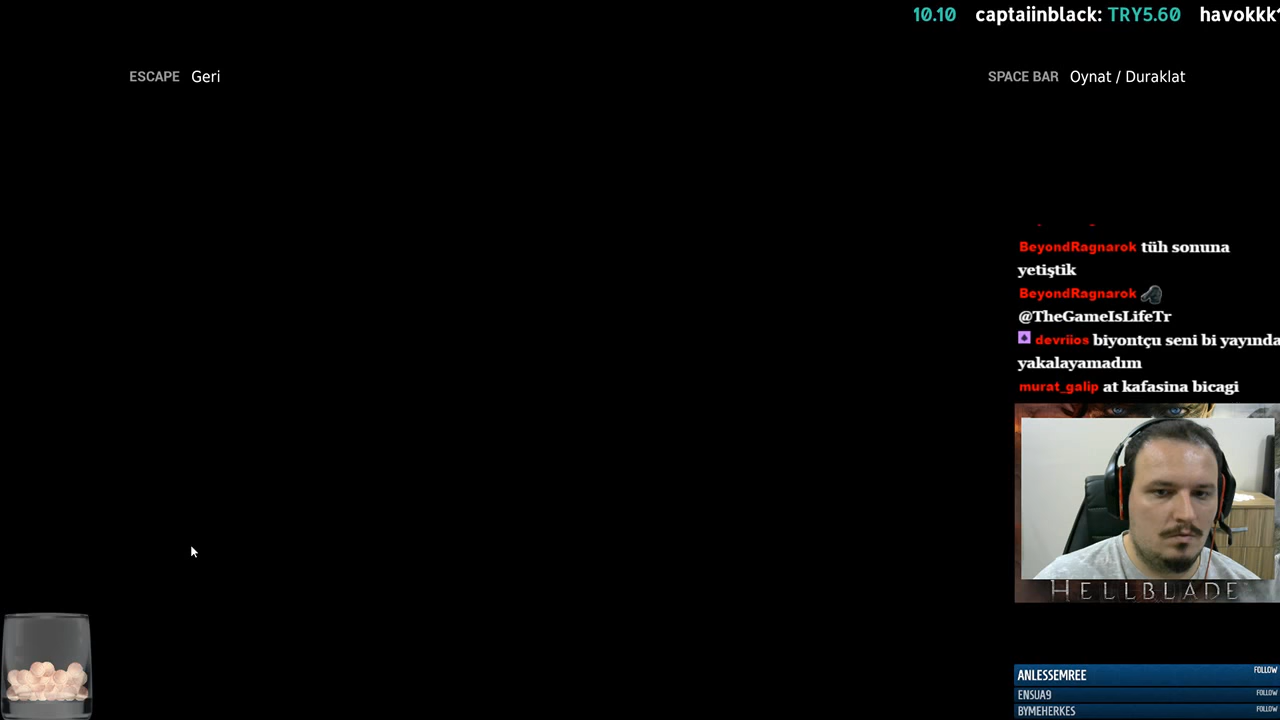 10.10 captaiinblack: TRY5.60 havokkk
ESCAPE Geri
SPACE BAR Oynat / Duraklat
BeyondRagnarok tüh sonuna
yetiştik
BeyondRagnarok
@TheGameIsLifeTr
devriios biyontçu seni bi yayında
yakalayamadım
murat_galip at kafasina bicagi
HELLBLADE
ANLESSEMREE FOLLOW
ENSUA9 FOLLOW
BYMEHERKES FOLLOW